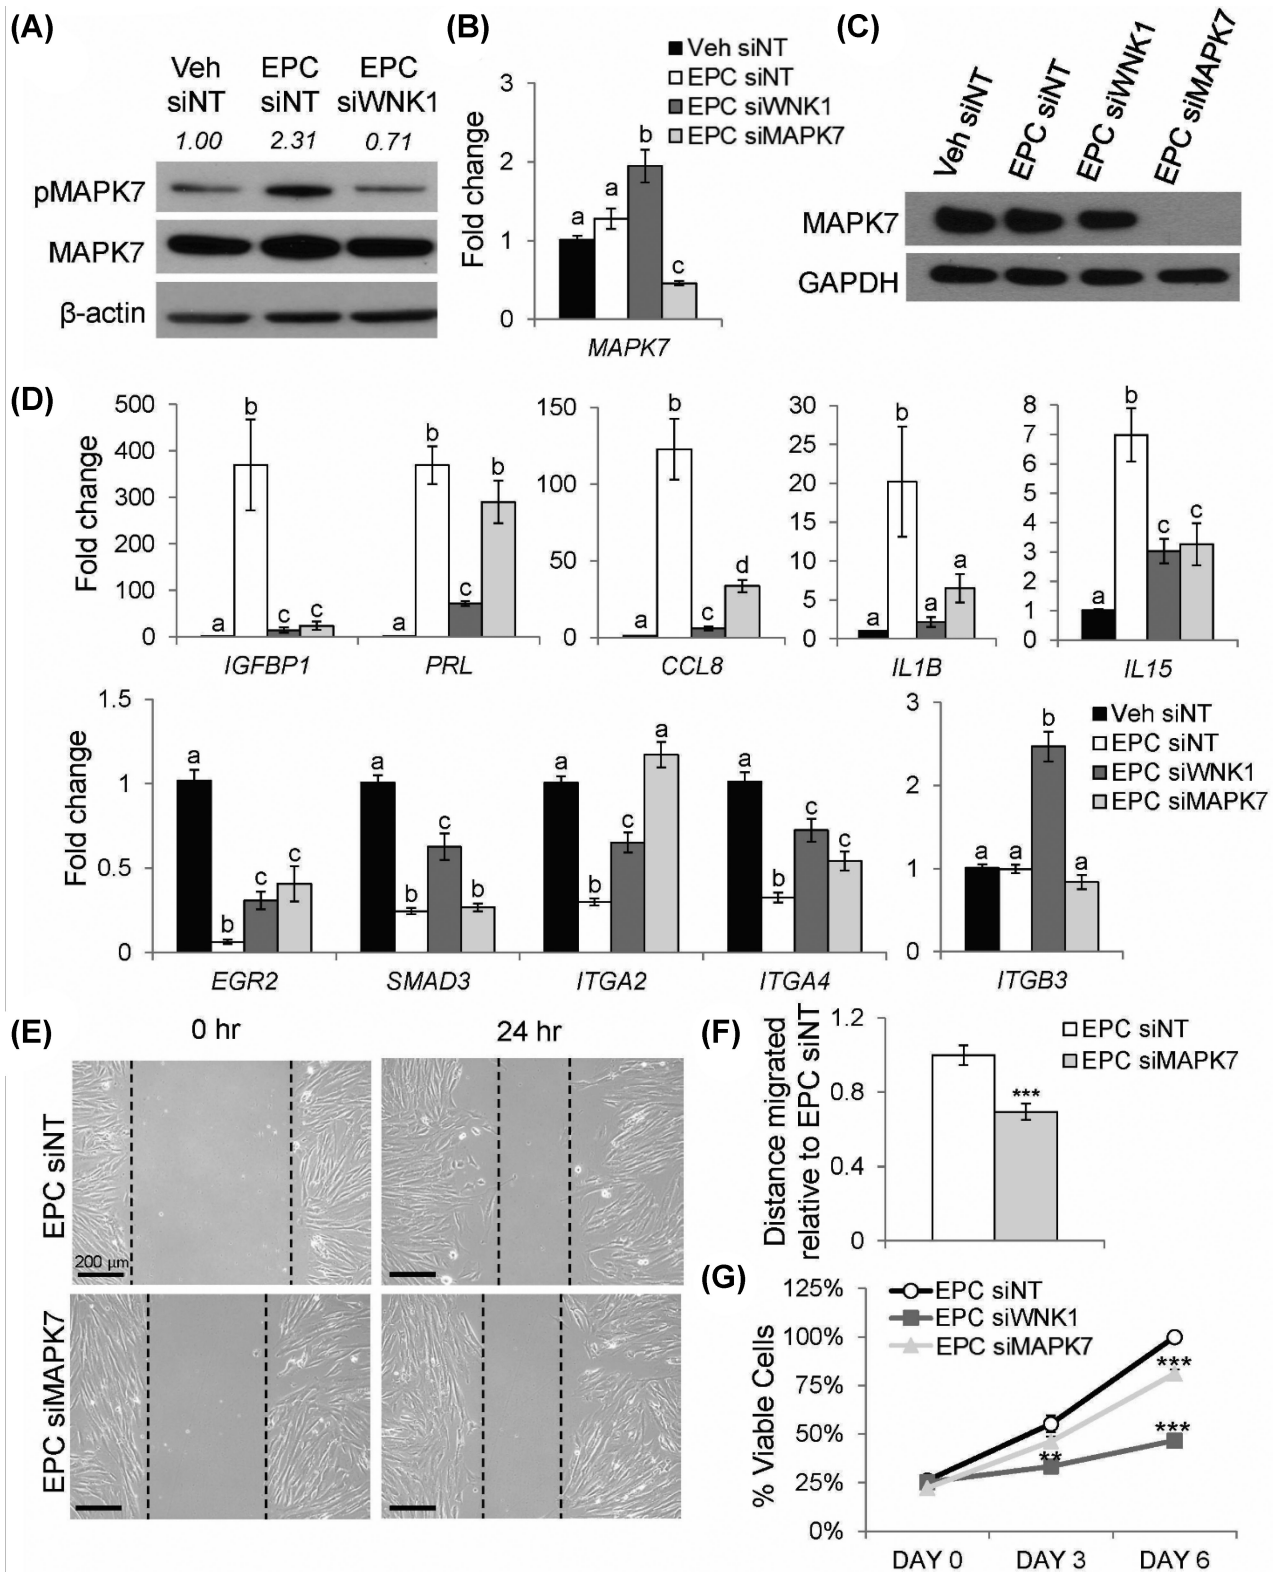 (A)
Veh siNT
EPC siNT
EPC siWNK1
1.00 2.31 0.71
pMAPK7
MAPK7
β-actin
(B)
Veh siNT
EPC siNT
EPC siWNK1
EPC siMAPK7
Fold change
3
2
1
0
a a b c
MAPK7
(C)
Veh siNT
EPC siNT
EPC siWNK1
EPC siMAPK7
MAPK7
GAPDH
(D)
Fold change
500
400
300
200
100
0
a b c c
a b c b
IGFBP1 PRL
150
100
50
0
a b c d
CCL8
30
25
20
15
10
5
0
a b a a
IL1B
8
7
6
5
4
3
2
1
0
a b c c
IL15
Fold change
1.5
1
0.5
0
a b c c
a b c b
a b c a
a b c c
EGR2 SMAD3 ITGA2 ITGA4
3
2
1
0
a a b a
ITGB3
Veh siNT
EPC siNT
EPC siWNK1
EPC siMAPK7
(E)
0 hr 24 hr
EPC siNT
200 µm
EPC siMAPK7
(F)
Distance migrated
relative to EPC siNT
1.2
0.8
0.4
0
***
EPC siNT
EPC siMAPK7
(G)
% Viable Cells
125%
100%
75%
50%
25%
0%
EPC siNT
EPC siWNK1
EPC siMAPK7
**
***
***
DAY 0 DAY 3 DAY 6